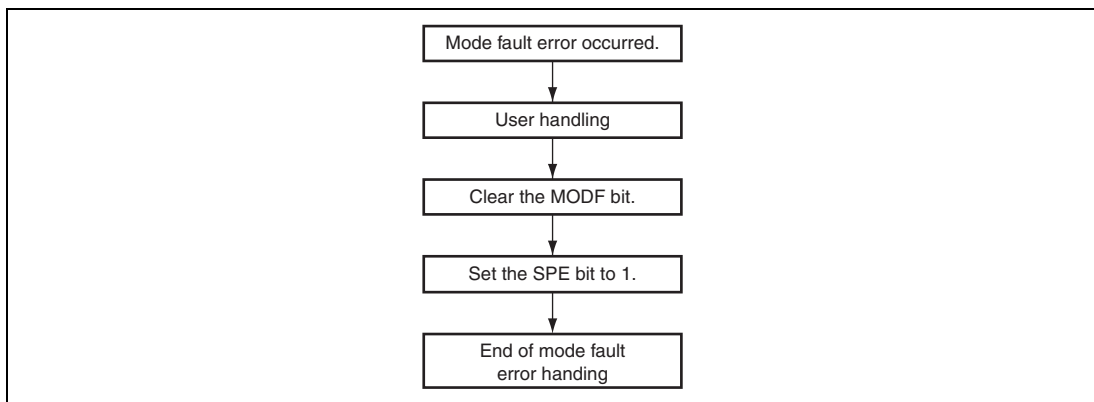 Mode fault error occurred.
User handling
Clear the MODF bit.
Set the SPE bit to 1.
End of mode fault
error handing